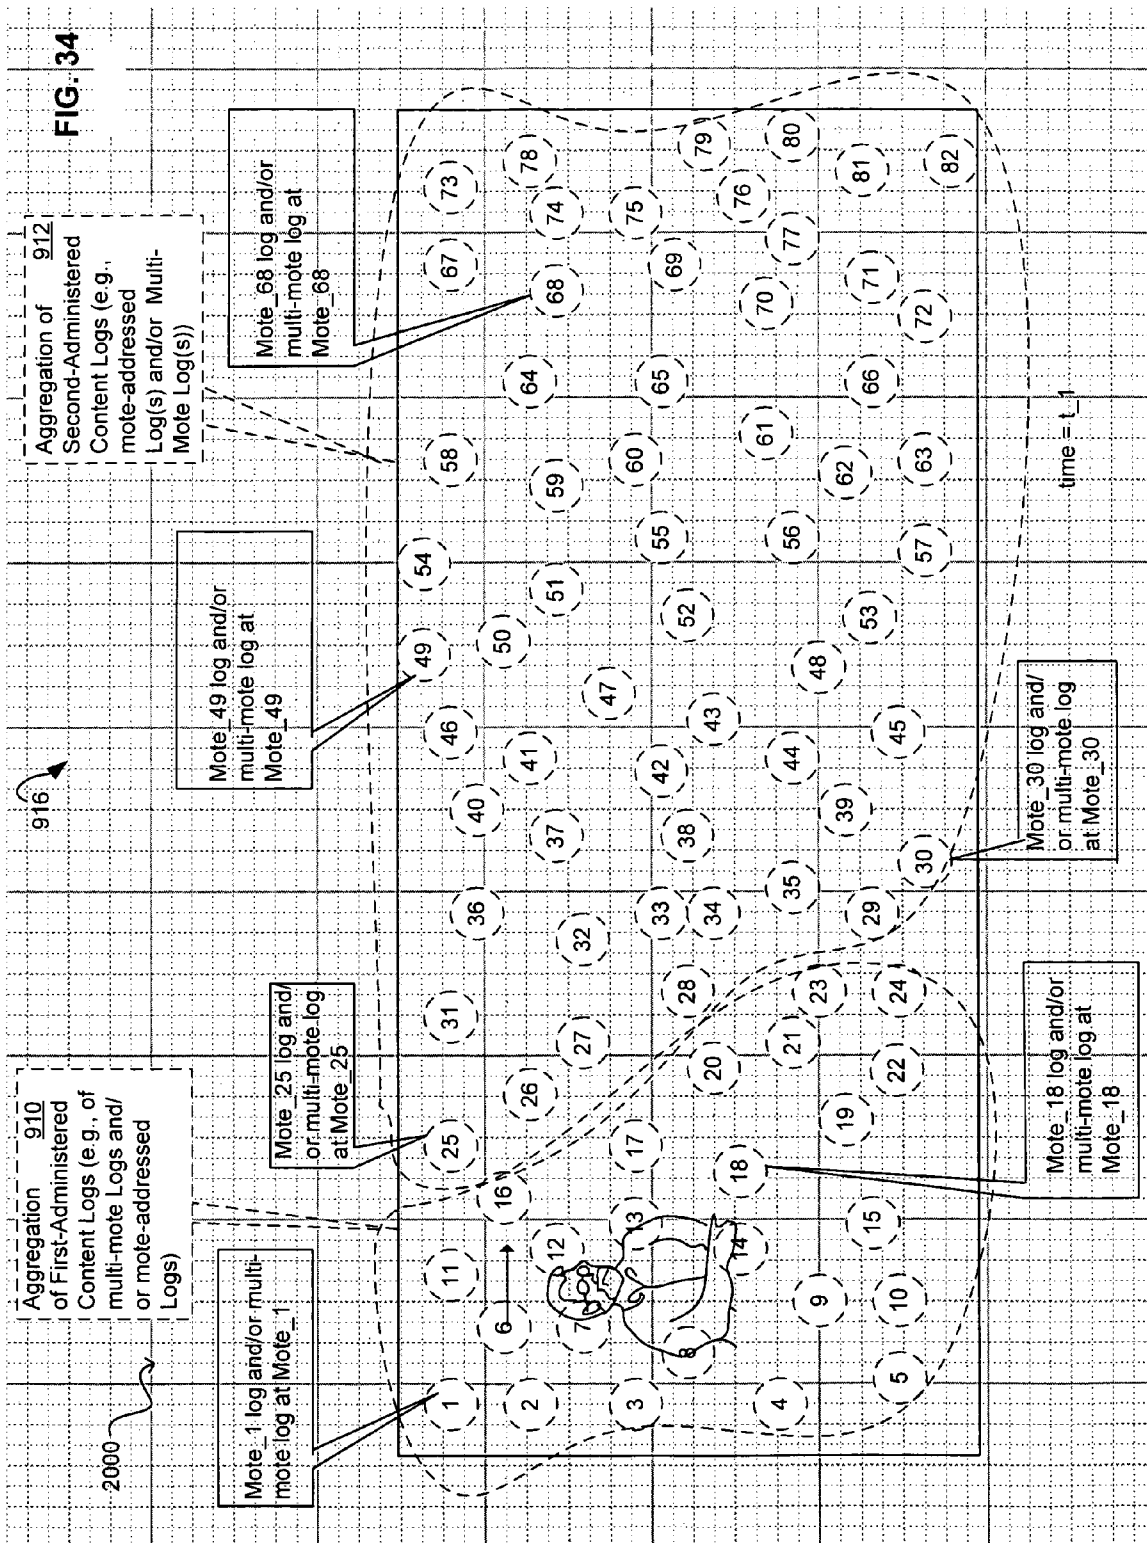 FIG. 34
2000
916
Aggregation 910
of First-Administered
Content Logs (e.g., of
multi-mote Logs and/
or mote-addressed
Logs)
Aggregation of 912
Second-Administered
Content Logs (e.g.,
mote-addressed
Log(s) and/or Multi-
Mote Log(s))
Mote_1 log and/or multi-
mote log at Mote_1
Mote_25 log and/
or multi-mote log
at Mote_25
Mote_49 log and/or
multi-mote log at
Mote_49
Mote_68 log and/or
multi-mote log at
Mote_68
1
2
3
4
5
6
7
8
9
10
11
12
13
14
15
16
17
18
19
20
21
22
23
24
25
26
27
28
29
30
31
32
33
34
35
36
37
38
39
40
41
42
43
44
45
46
47
48
49
50
51
52
53
54
55
56
57
58
59
60
61
62
63
64
65
66
67
68
69
70
71
72
73
74
75
76
77
78
79
80
81
82
Mote_18 log and/or
multi-mote log at
Mote_18
Mote_30 log and/
or multi-mote log
at Mote_30
time = t_1